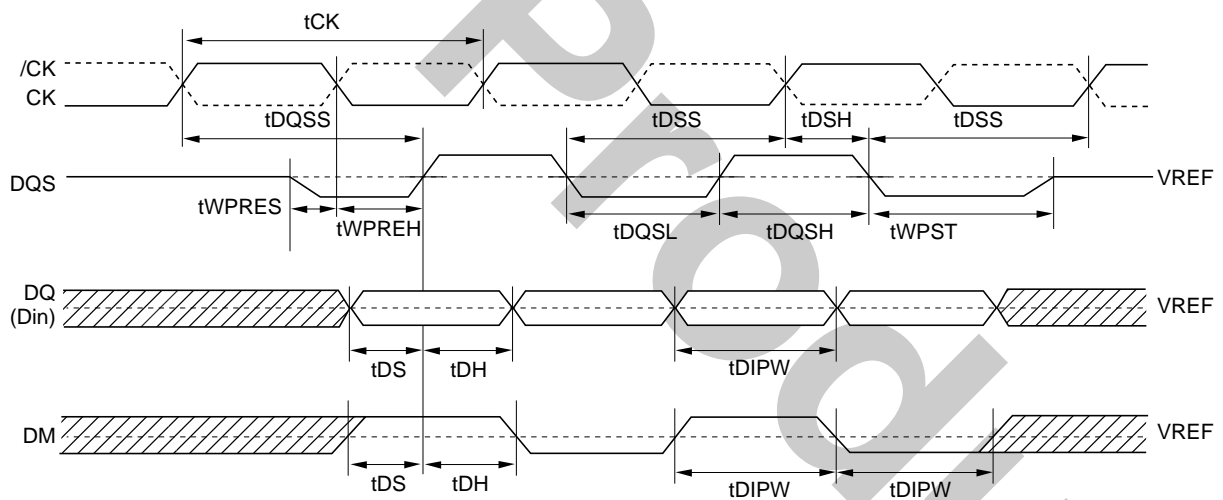 tCK
/CK
CK
tDQSS
tDSS
tDSH
tDSS
DQS
VREF
tWPRES
tWPREH
tDQSL
tDQSH
tWPST
DQ
(Din)
VREF
tDS
tDH
tDIPW
DM
VREF
tDS
tDH
tDIPW
tDIPW
Prod